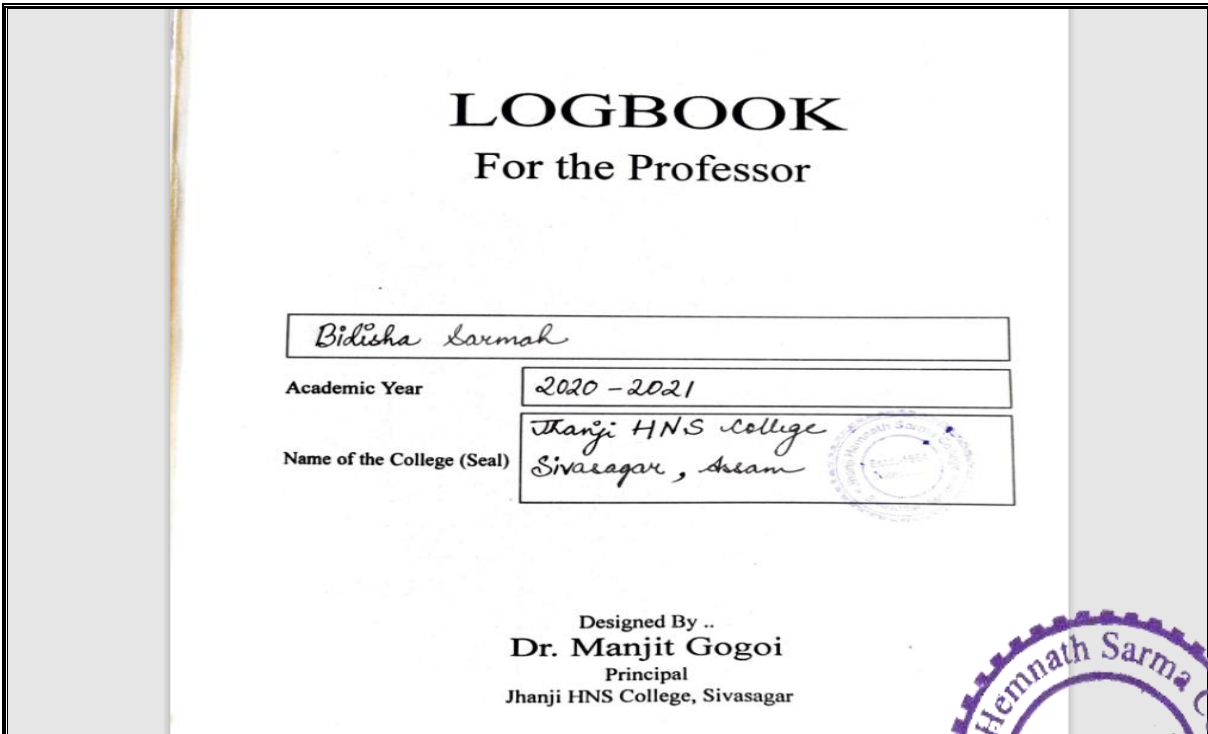 LOGBOOK
For the Professor
Bidisha Sarmah
Academic Year
2020-2021
Name of the College (Seal)
Jhanji HNS College
Sivasagar, Assam
Designed By ..
Dr. Manjit Gogoi
Principal
Jhanji HNS College, Sivasagar
Hemnath Sarma C